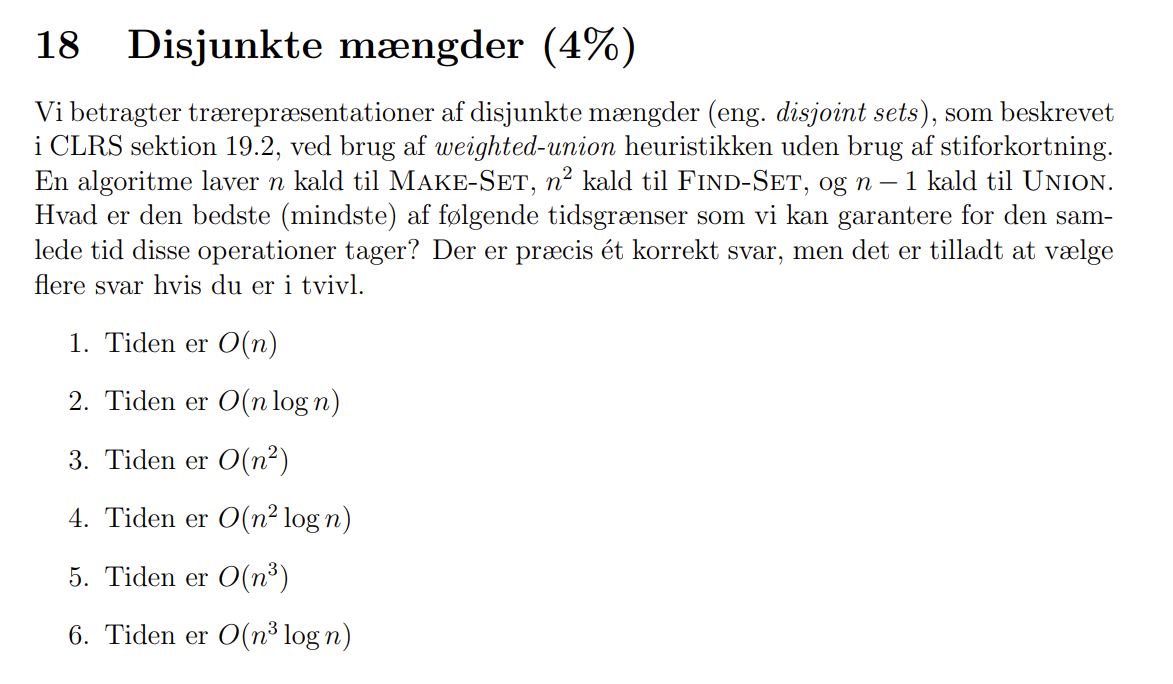 18 Disjunkte mængder (4%)
Vi betragter trærepræsentationer af disjunkte mængder (eng. disjoint sets), som beskrevet
i CLRS sektion 19.2, ved brug af weighted-union heuristikken uden brug af stiforkortning.
En algoritme laver n kald til MAKE-SET, n² kald til FIND-SET, og n − 1 kald til UNION.
Hvad er den bedste (mindste) af følgende tidsgrænser som vi kan garantere for den sam-
lede tid disse operationer tager? Der er præcis ét korrekt svar, men det er tilladt at vælge
flere svar hvis du er i tvivl.
1. Tiden er O(n)
2. Tiden er O(n log n)
3. Tiden er O(n²)
4. Tiden er O(n² log n)
5. Tiden er O(n³)
6. Tiden er O(n³ log n)